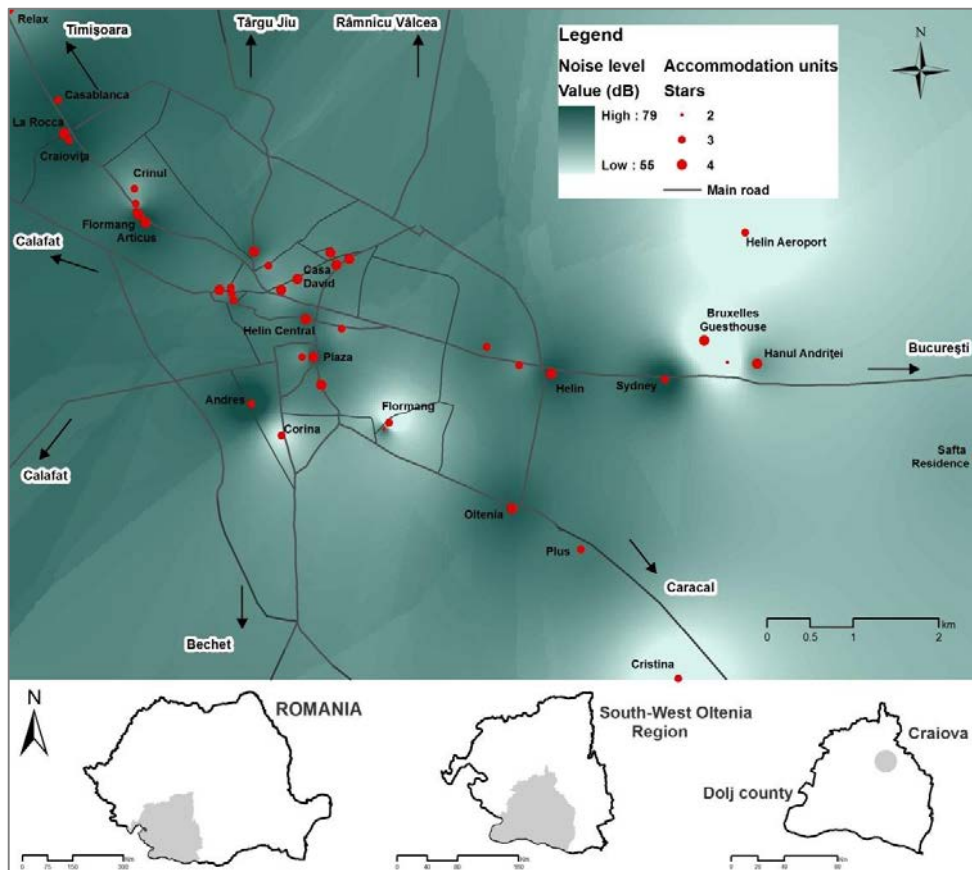 Relax
Timişoara
Târgu Jiu
Râmnicu Vâlcea
Legend
Noise level
Value (dB)
High : 79
Low : 55
Accommodation units
Stars
2
3
4
Main road
N
Casablanca
La Rocca
Craioviţa
Crinul
Flormang
Articus
Calafat
Casa
David
Helin Central
Plaza
Andres
Corina
Flormang
Calafat
Bechet
Helin Aeroport
Bruxelles
Guesthouse
Hanul Andriţei
Bucureşti
Helin
Sydney
Safta
Residence
Oltenia
Plus
Caracal
Cristina
0 0.5 1 2
km
N
ROMANIA
South-West Oltenia
Region
Craiova
Dolj county